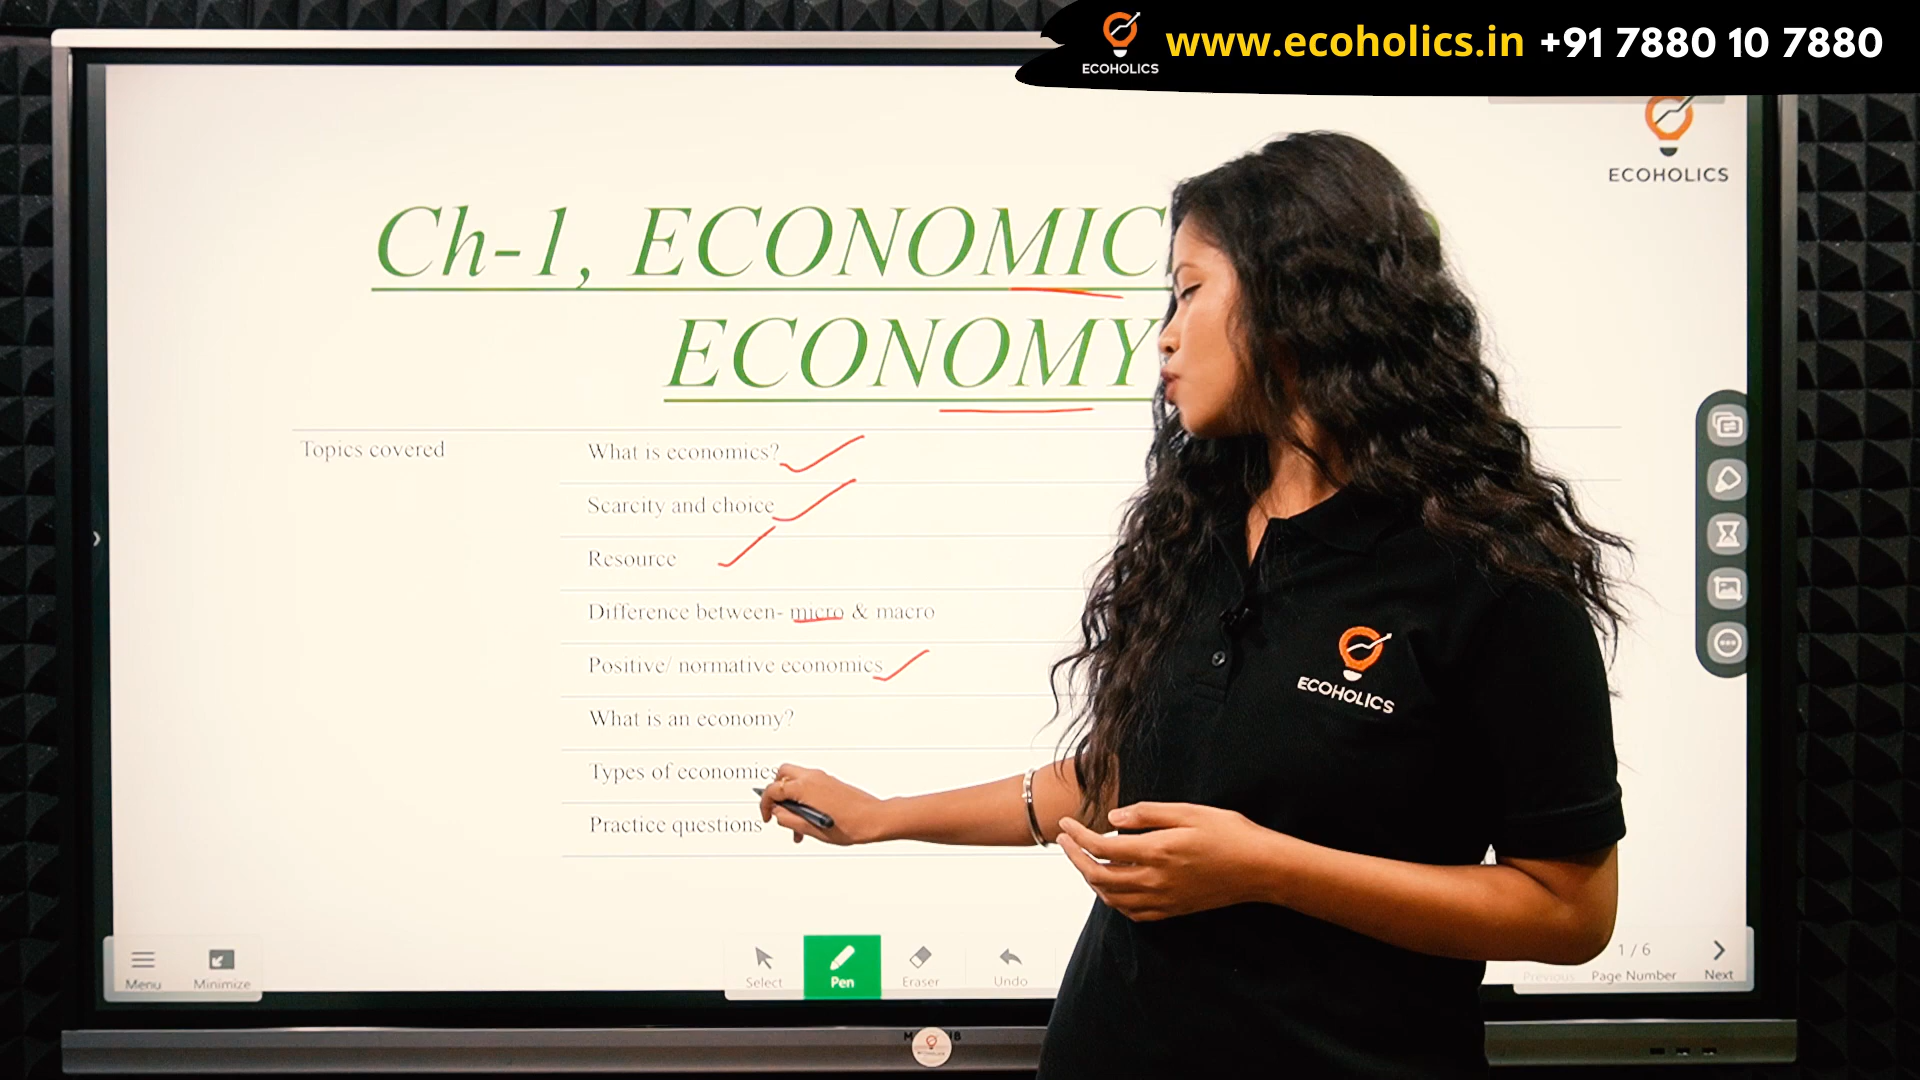 www.ecoholics.in +91 7880 10 7880
ECOHOLICS
ECOHOLICS
Ch-1, ECONOMIC
ECONOMY
Topics covered
What is economics?
Scarcity and choice
Resource
Difference between- micro & macro
Positive/ normative economics
What is an economy?
Types of economies
Practice questions
ECOHOLICS
Menu
Minimize
Select
Pen
Eraser
Undo
Previous
1 / 6
Page Number
Next